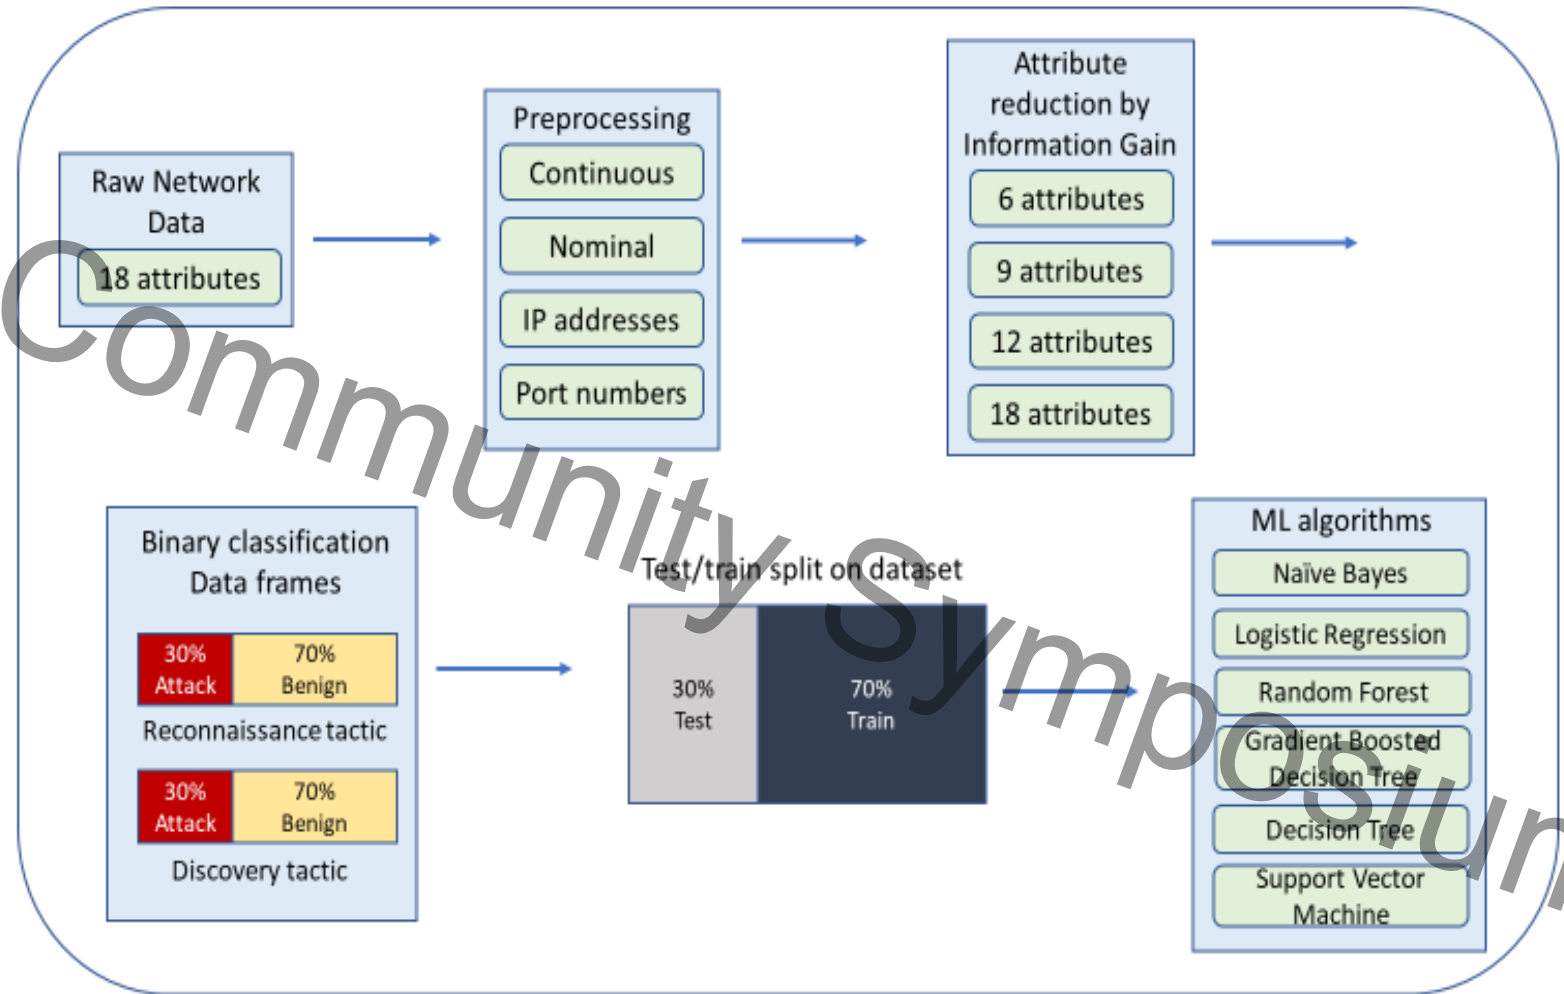 Raw Network
Data
18 attributes
Preprocessing
Continuous
Nominal
IP addresses
Port numbers
Attribute
reduction by
Information Gain
6 attributes
9 attributes
12 attributes
18 attributes
Binary classification
Data frames
30%
Attack
70%
Benign
Reconnaissance tactic
30%
Attack
70%
Benign
Discovery tactic
Test/train split on dataset
30%
Test
70%
Train
ML algorithms
Naïve Bayes
Logistic Regression
Random Forest
Gradient Boosted
Decision Tree
Decision Tree
Support Vector
Machine
Community Symposium